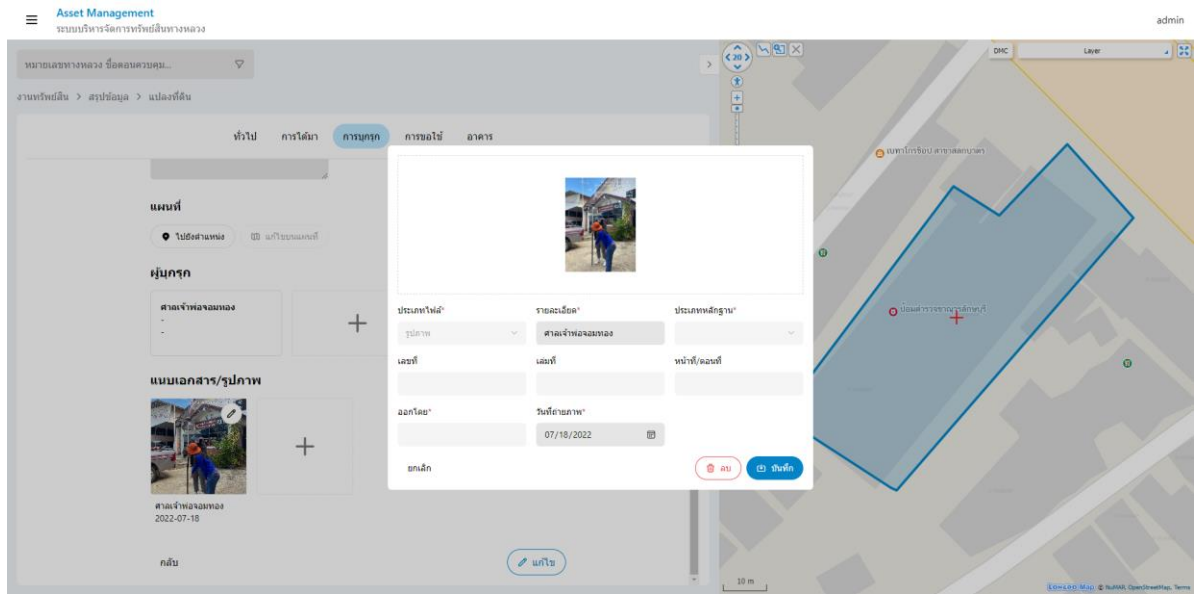 Asset Management
ระบบบริหารจัดการทรัพย์สินทางหลวง
admin
หมายเลขทางหลวง ชื่อตอนควบคุม...
งานทรัพย์สิน > สรุปข้อมูล > แปลงที่ดิน
ทั่วไป การได้มา การบุกรุก การขอใช้ อาคาร
แผนที่
ไปยังตำแหน่ง แก้ไขบนแผนที่
ผู้บุกรุก
ศาลเจ้าพ่อจอมทอง
-
-
แนบเอกสาร/รูปภาพ
ศาลเจ้าพ่อจอมทอง
2022-07-18
กลับ แก้ไข
ประเภทไฟล์* รายละเอียด* ประเภทหลักฐาน*
รูปภาพ ศาลเจ้าพ่อจอมทอง
เลขที่ เล่มที่ หน้าที่/ตอนที่
ออกโดย* วันที่ถ่ายภาพ*
07/18/2022
ยกเลิก ลบ บันทึก
20
DMC Layer
10 m
Longdo Map © NuMAP, OpenStreetMap, Terms